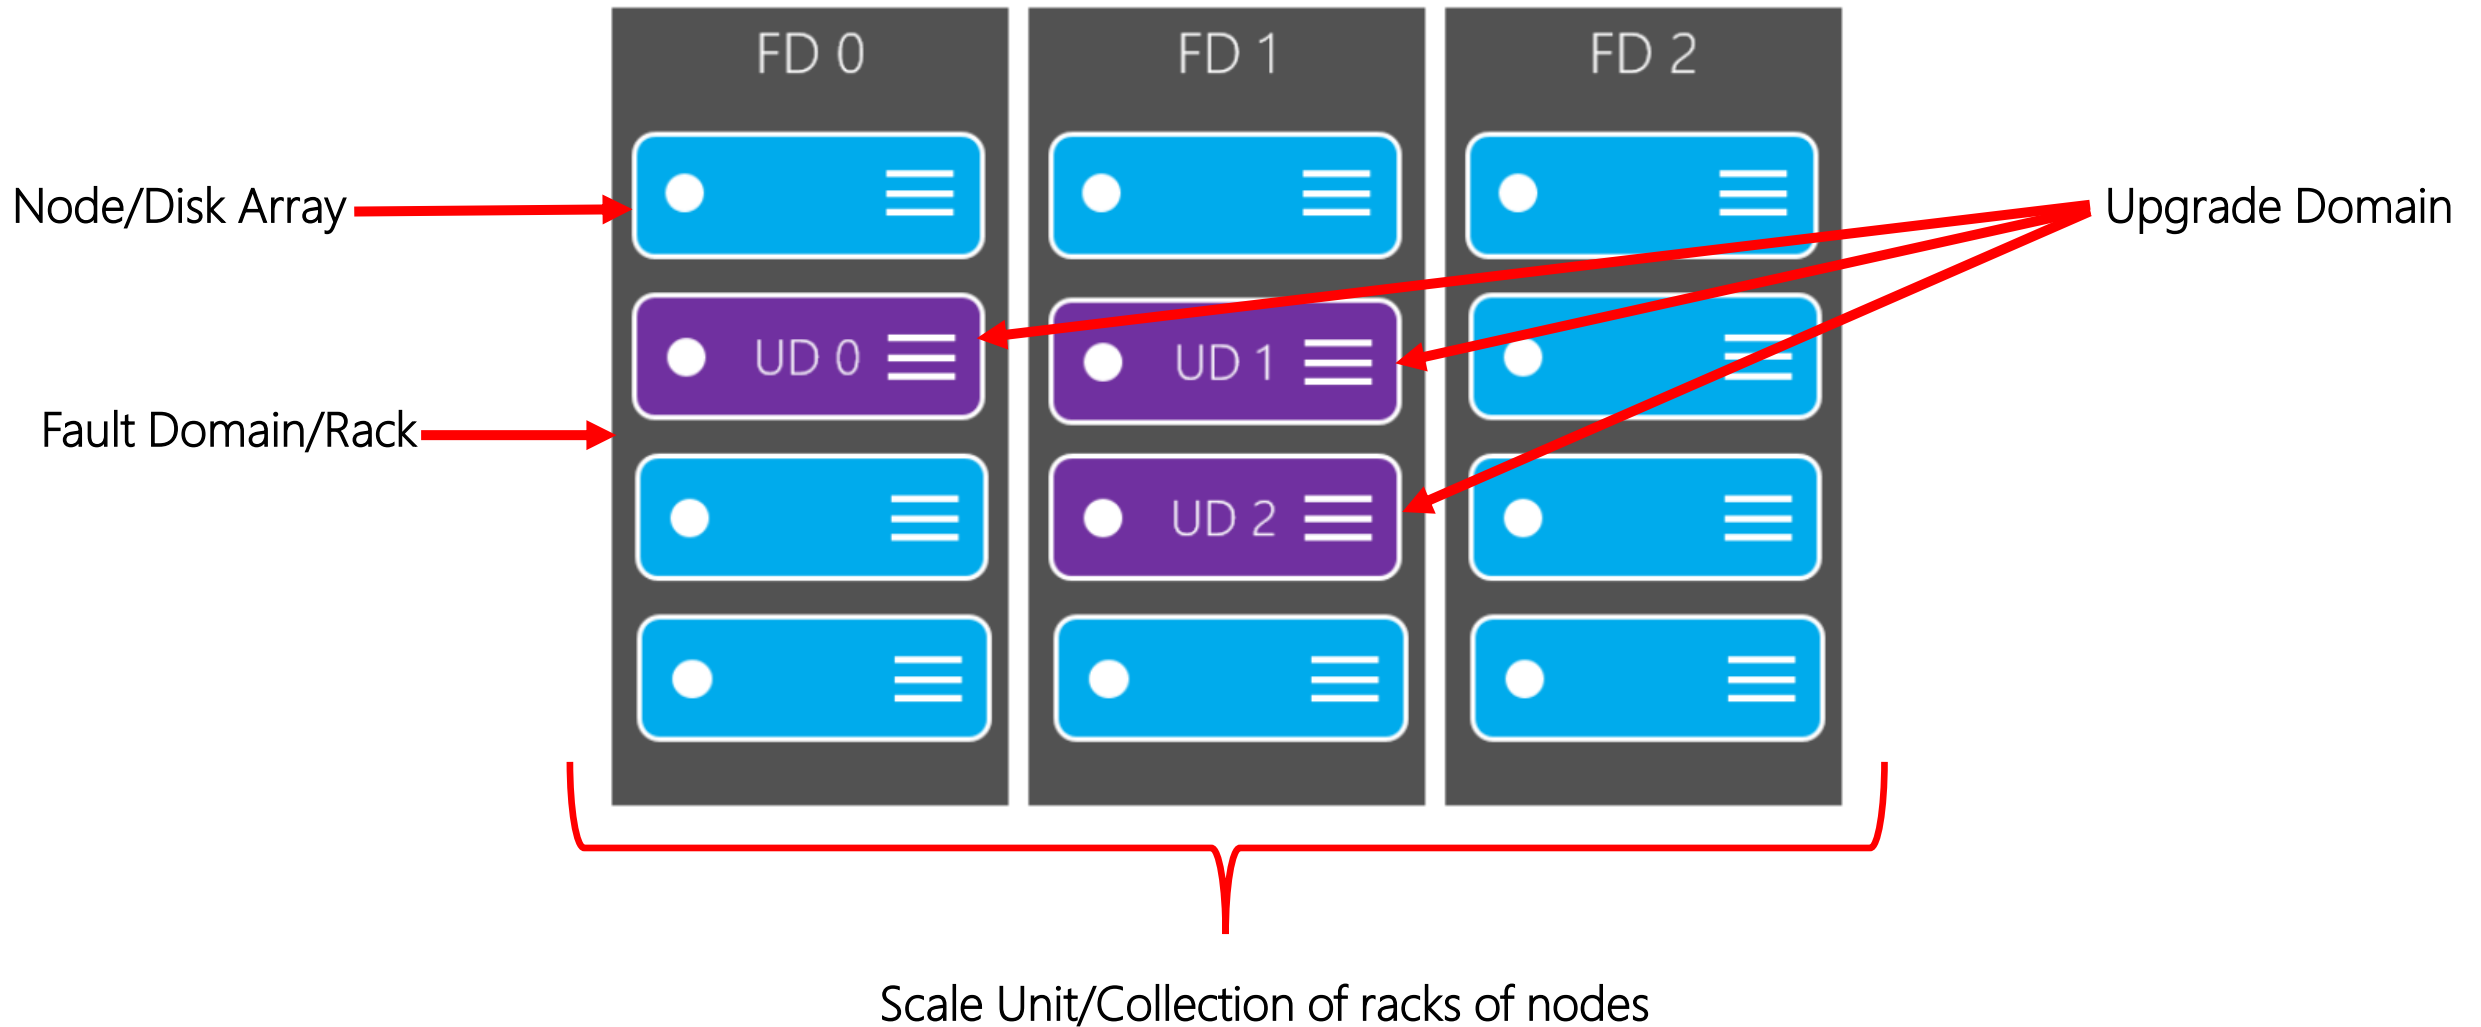 FD 0
FD 1
FD 2
Node/Disk Array
Upgrade Domain
UD 0
UD 1
Fault Domain/Rack
UD 2
Scale Unit/Collection of racks of nodes